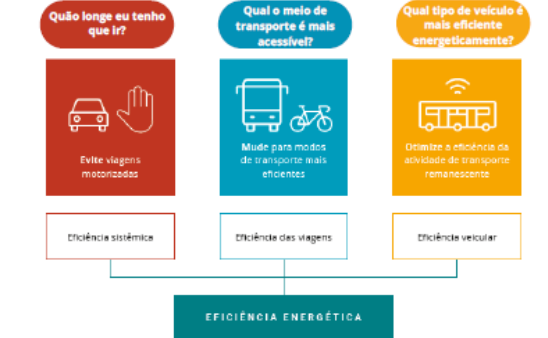 Quão longe eu tenho
que ir?
Qual o meio de
transporte é mais
acessível?
Qual tipo de veículo é
mais eficiente
energeticamente?
Evite viagens
motorizadas
Mude para modos
de transporte mais
eficientes
Otimize a eficiência da
atividade de transporte
remanescente
Eficiência sistêmica
Eficiência das viagens
Eficiência veicular
EFICIÊNCIA ENERGÉTICA